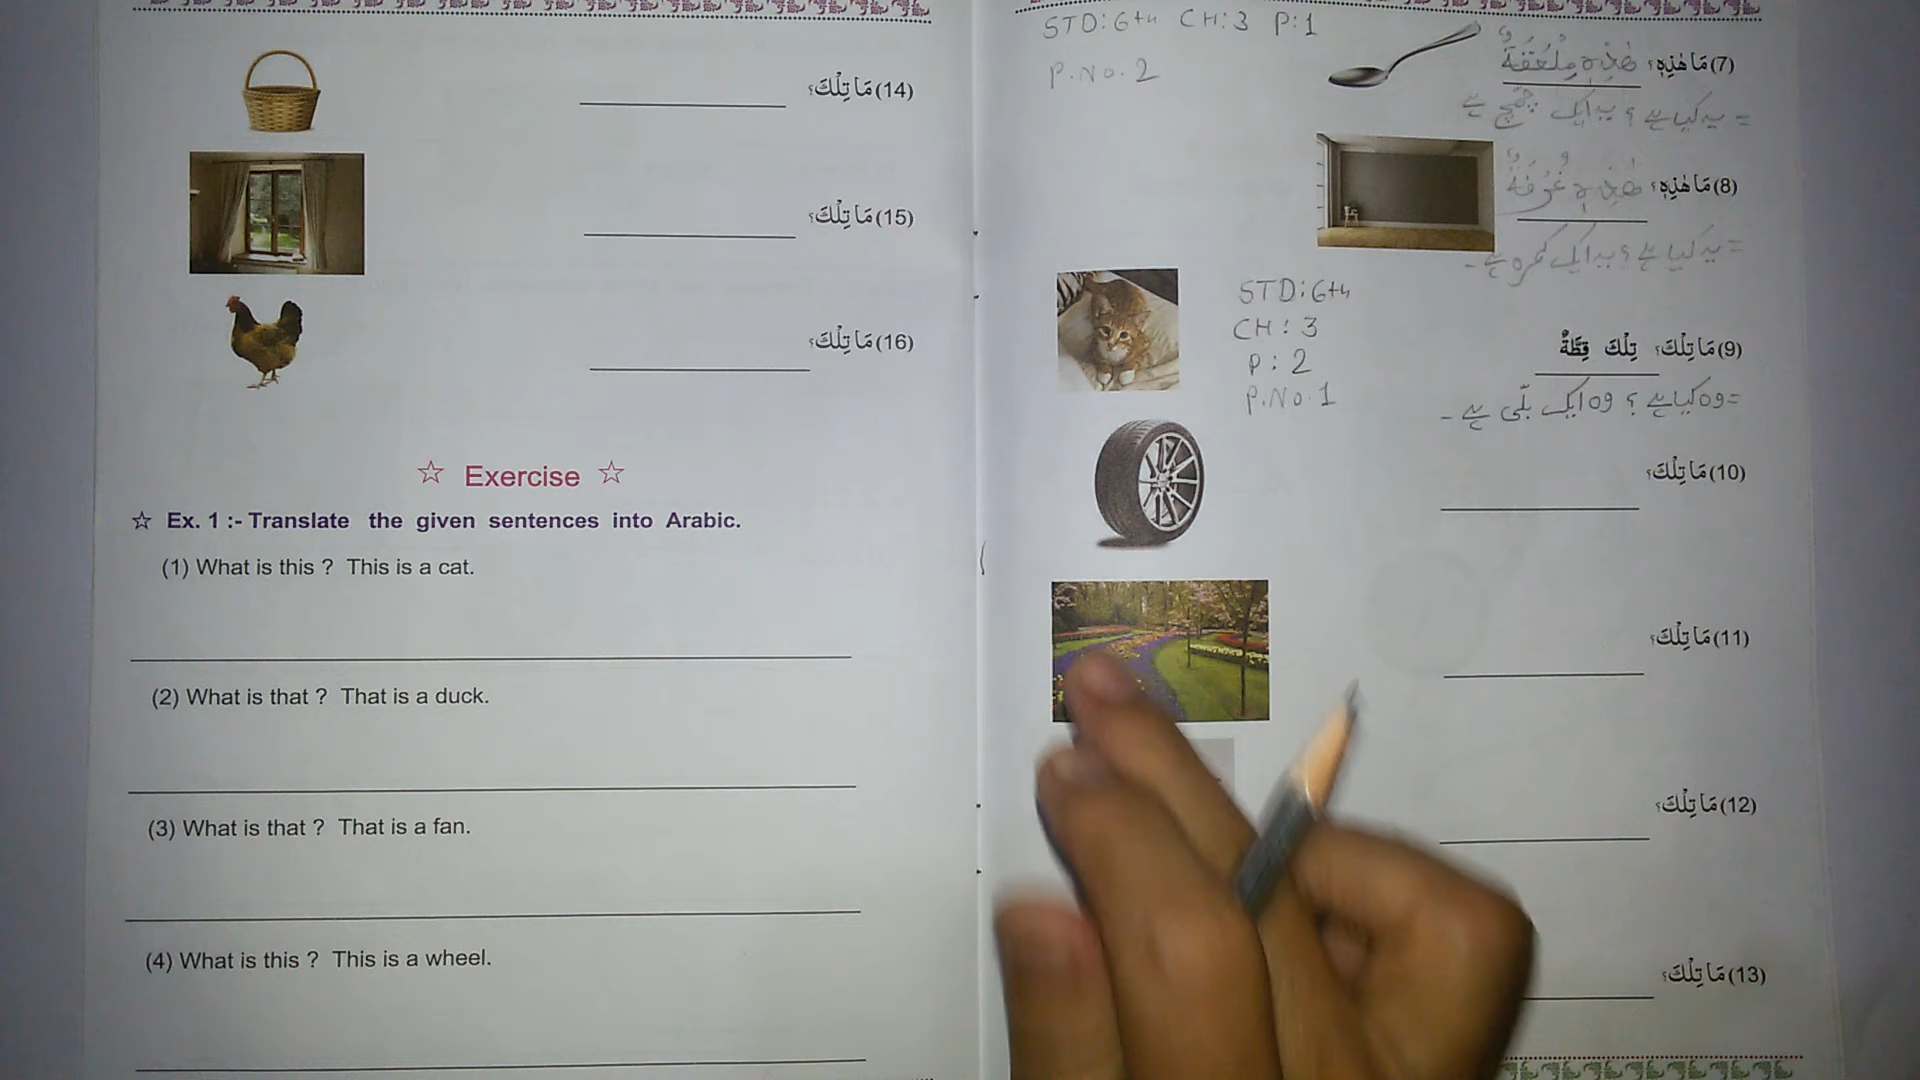 (14) مَا تِلْكَ؟
(15) مَا تِلْكَ؟
(16) مَا تِلْكَ؟
☆ Exercise ☆
☆ Ex. 1 :- Translate the given sentences into Arabic.
(1) What is this ? This is a cat.
(2) What is that ? That is a duck.
(3) What is that ? That is a fan.
(4) What is this ? This is a wheel.
STD: 6th CH: 3 P: 1
P. No. 2
(7) مَا هٰذِهٖ؟ هٰذِهٖ مِلْعَقَةٌ
= یہ کیا ہے؟ یہ ایک چمّچ ہے
(8) مَا هٰذِهٖ؟ هٰذِهٖ غُرْفَةٌ
= یہ کیا ہے؟ یہ ایک کمرہ ہے۔
STD: 6th
CH: 3
P: 2
P. No. 1
(9) مَا تِلْكَ؟ تِلْكَ قِطَّةٌ
= وہ کیا ہے؟ وہ ایک بلّی ہے۔
(10) مَا تِلْكَ؟
(11) مَا تِلْكَ؟
(12) مَا تِلْكَ؟
(13) مَا تِلْكَ؟